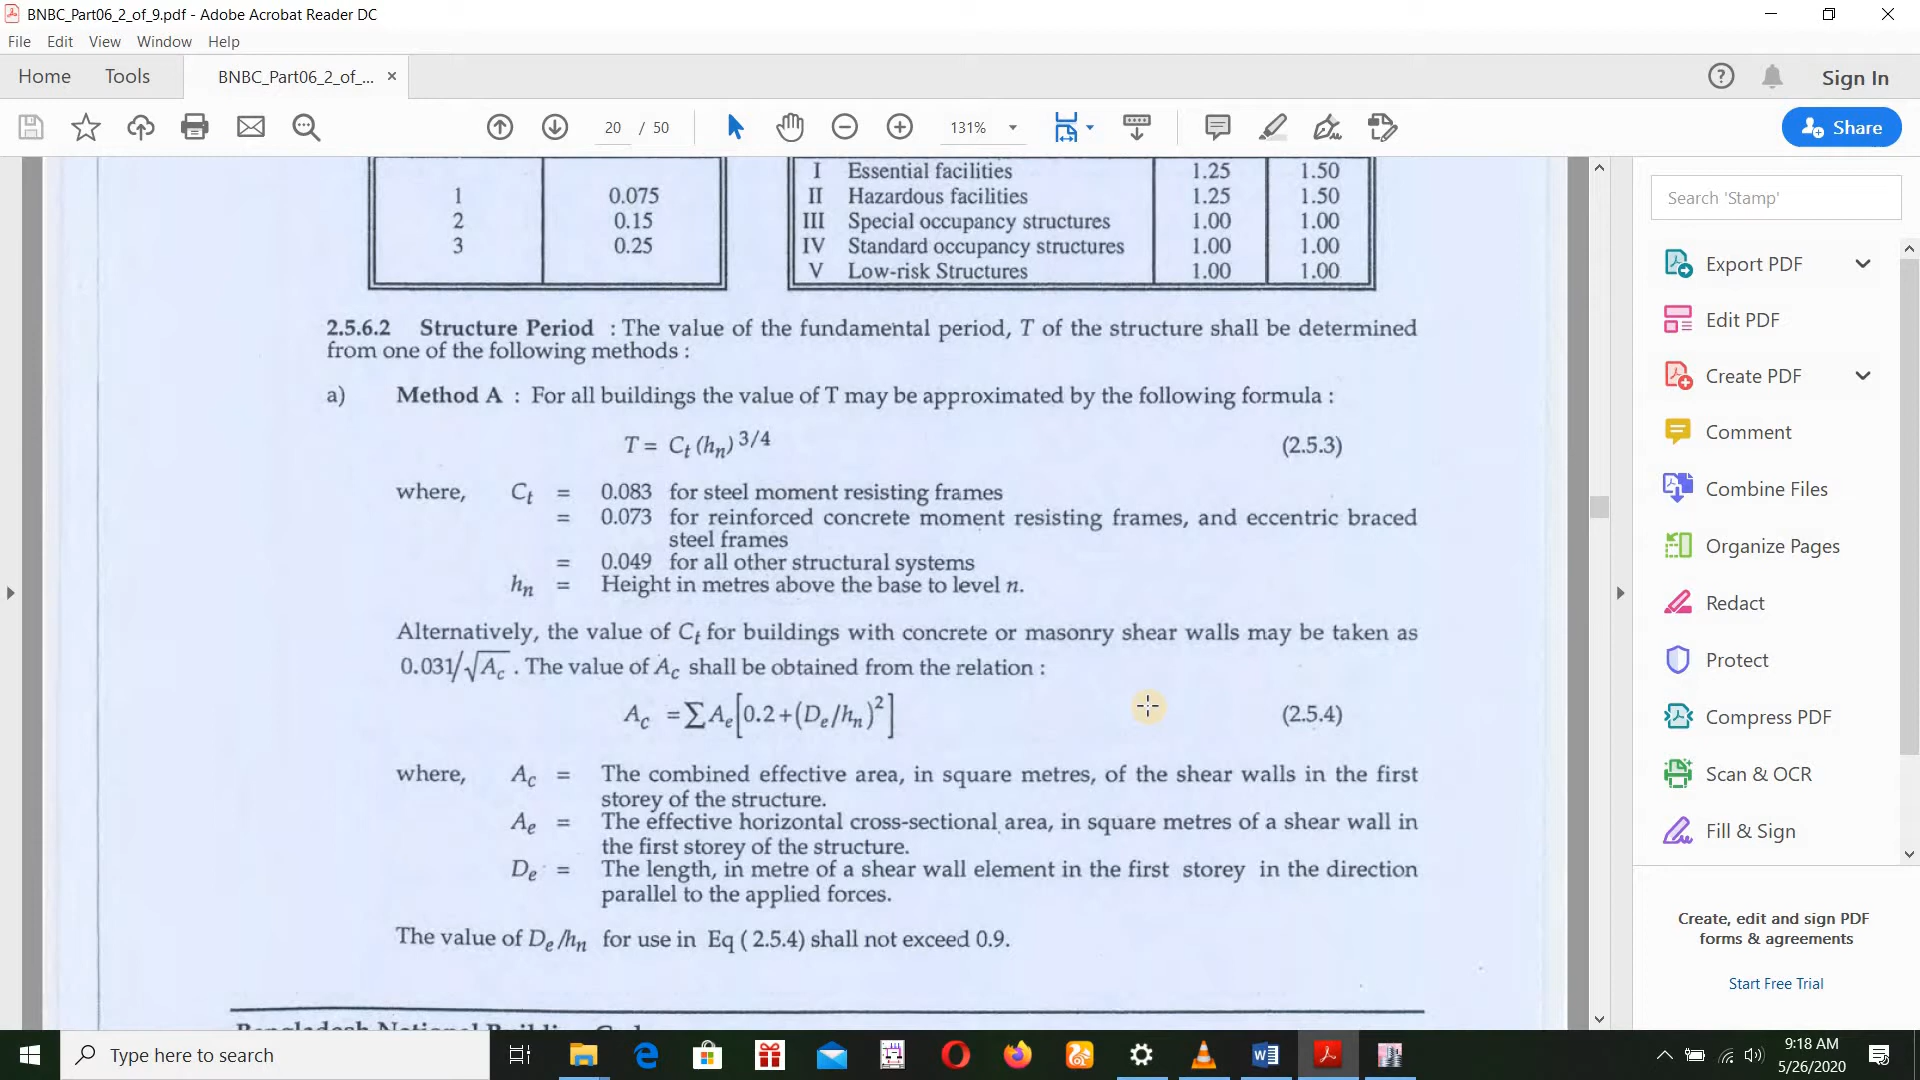 BNBC_Part06_2_of_9.pdf - Adobe Acrobat Reader DC
File Edit View Window Help
Home Tools BNBC_Part06_2_of_... × Sign In
20 / 50 131% Share
I Essential facilities 1.25 1.50
1 0.075 II Hazardous facilities 1.25 1.50
2 0.15 III Special occupancy structures 1.00 1.00
3 0.25 IV Standard occupancy structures 1.00 1.00
V Low-risk Structures 1.00 1.00
2.5.6.2 Structure Period : The value of the fundamental period, T of the structure shall be determined
from one of the following methods :
a) Method A : For all buildings the value of T may be approximated by the following formula :
T = Cₜ (hₙ) ³/⁴ (2.5.3)
where, Cₜ = 0.083 for steel moment resisting frames
= 0.073 for reinforced concrete moment resisting frames, and eccentric braced
steel frames
= 0.049 for all other structural systems
hₙ = Height in metres above the base to level n.
Alternatively, the value of Cₜ for buildings with concrete or masonry shear walls may be taken as
0.031/√Ac . The value of Ac shall be obtained from the relation :
Ac = ∑ Ae[0.2+(De/hₙ)²] (2.5.4)
where, Ac = The combined effective area, in square metres, of the shear walls in the first
storey of the structure.
Ae = The effective horizontal cross-sectional area, in square metres of a shear wall in
the first storey of the structure.
De = The length, in metre of a shear wall element in the first storey in the direction
parallel to the applied forces.
The value of De/hₙ for use in Eq ( 2.5.4) shall not exceed 0.9.
Bangladesh National Building Code
Search 'Stamp'
Export PDF
Edit PDF
Create PDF
Comment
Combine Files
Organize Pages
Redact
Protect
Compress PDF
Scan & OCR
Fill & Sign
Create, edit and sign PDF
forms & agreements
Start Free Trial
Type here to search
9:18 AM
5/26/2020